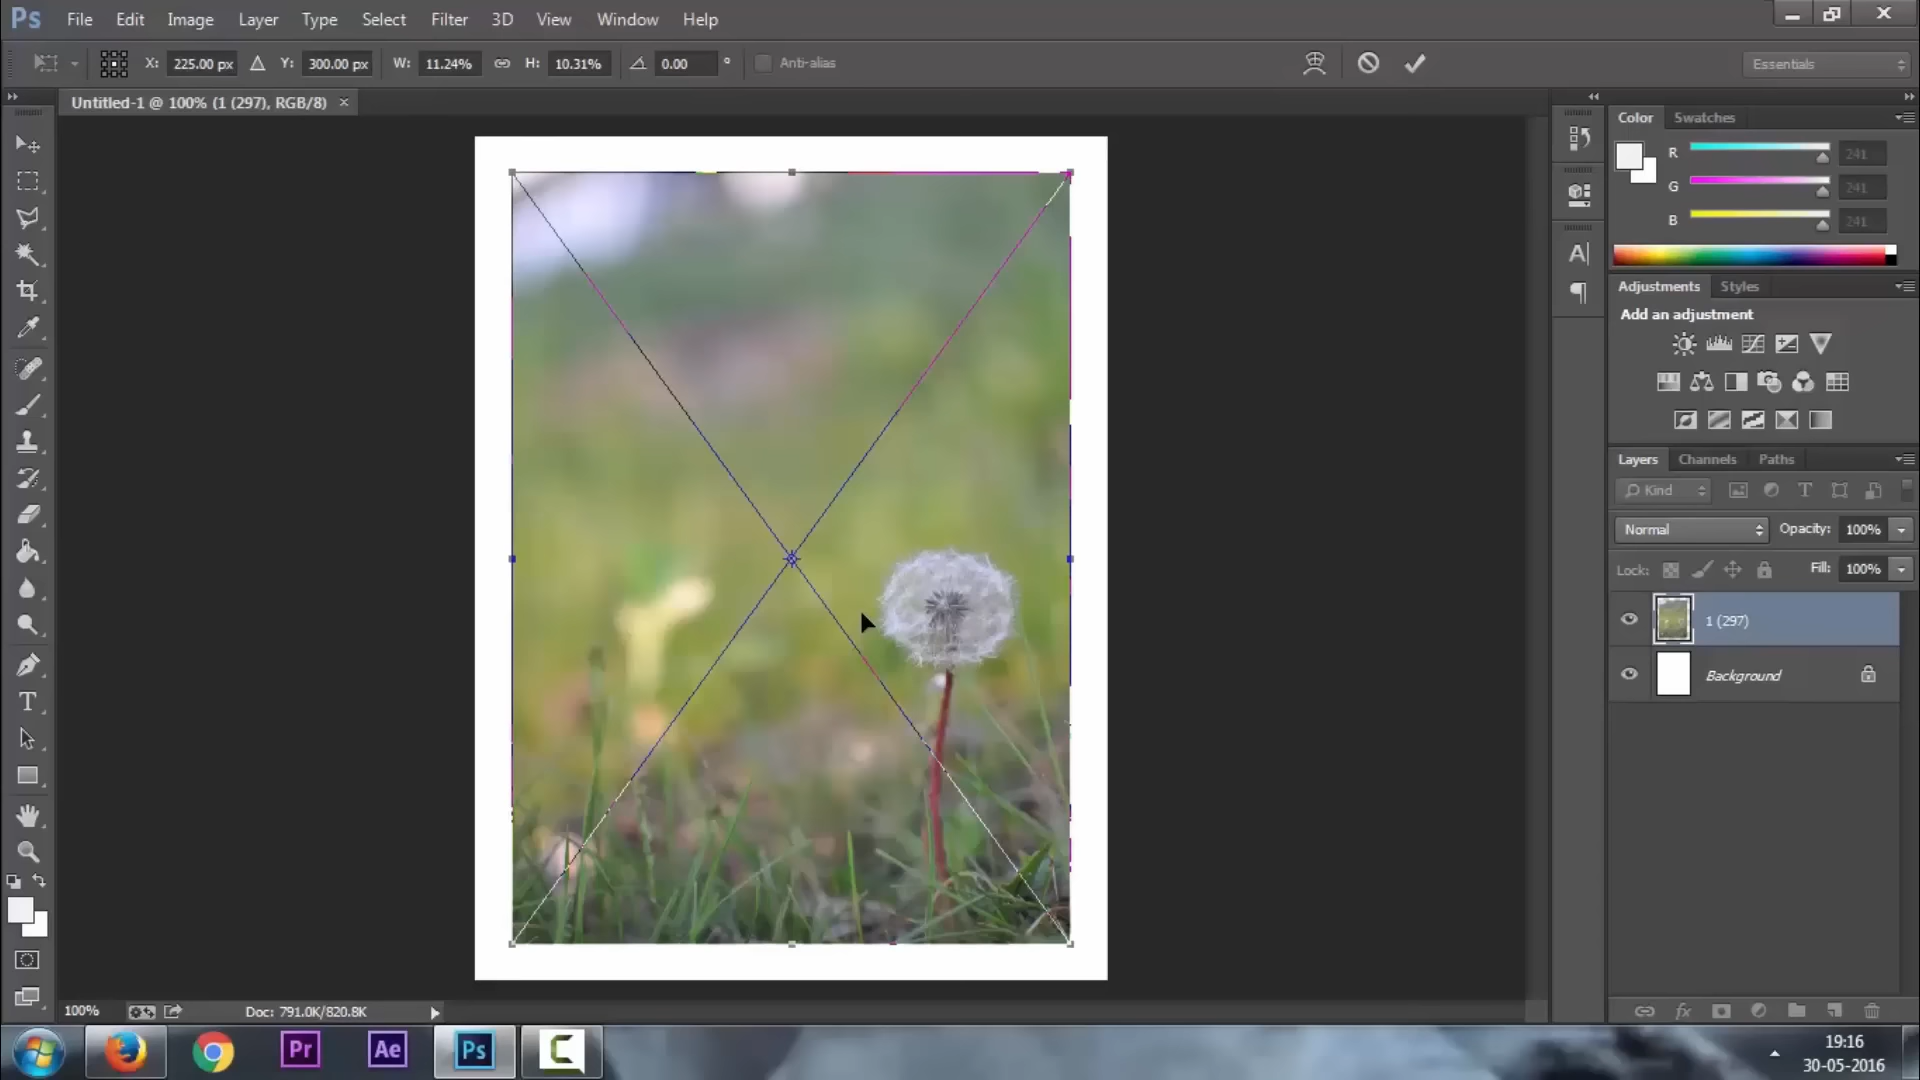 Ps File Edit Image Layer Type Select Filter 3D View Window Help
X: 225.00 px Y: 300.00 px W: 11.24% H: 10.31% 0.00 ° Anti-alias Essentials
Untitled-1 @ 100% (1 (297), RGB/8) ×
Color Swatches
R 241
G 241
B 241
Adjustments Styles
Add an adjustment
Layers Channels Paths
Kind
Normal Opacity: 100%
Lock: Fill: 100%
1 (297)
Background
100% Doc: 791.0K/820.8K
Pr Ae Ps C
19:16
30-05-2016